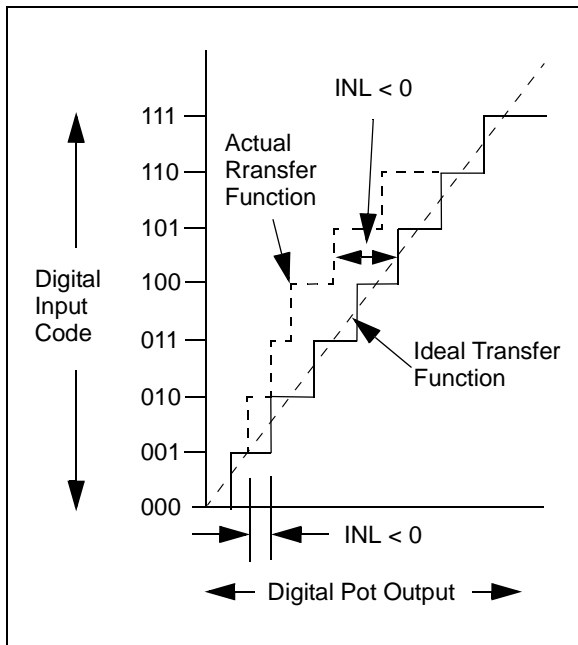 INL < 0
Actual
Rransfer
Function
111
110
101
100
011
010
001
000
Digital
Input
Code
Ideal Transfer
Function
INL < 0
Digital Pot Output